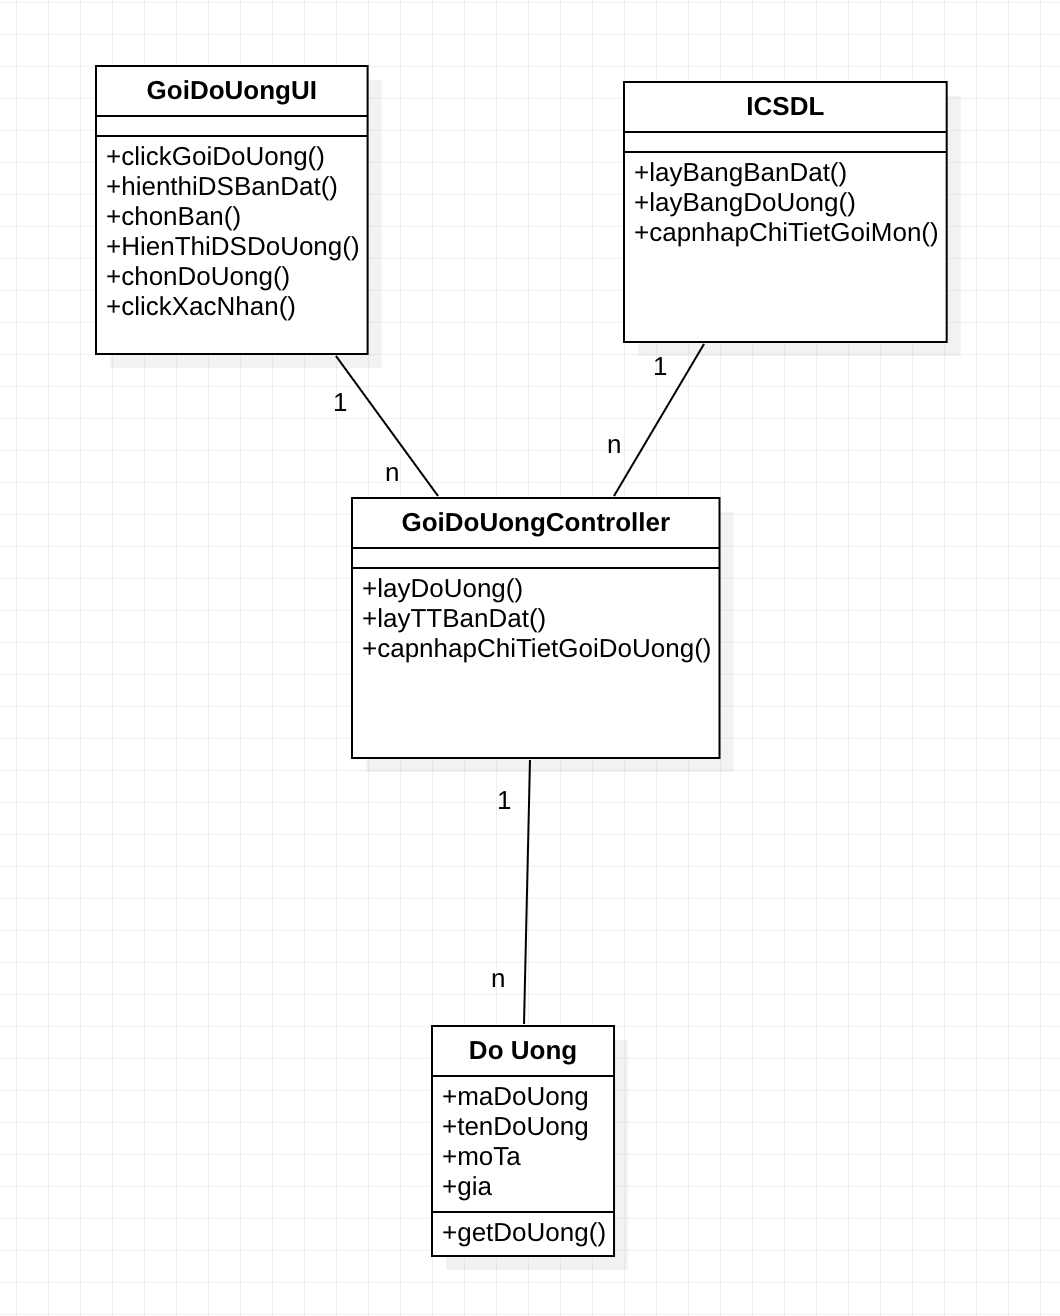 GoiDoUongUI
+clickGoiDoUong()
+hienthiDSBanDat()
+chonBan()
+HienThiDSDoUong()
+chonDoUong()
+clickXacNhan()
ICSDL
+layBangBanDat()
+layBangDoUong()
+capnhapChiTietGoiMon()
1
n
1
n
GoiDoUongController
+layDoUong()
+layTTBanDat()
+capnhapChiTietGoiDoUong()
1
n
Do Uong
+maDoUong
+tenDoUong
+moTa
+gia
+getDoUong()